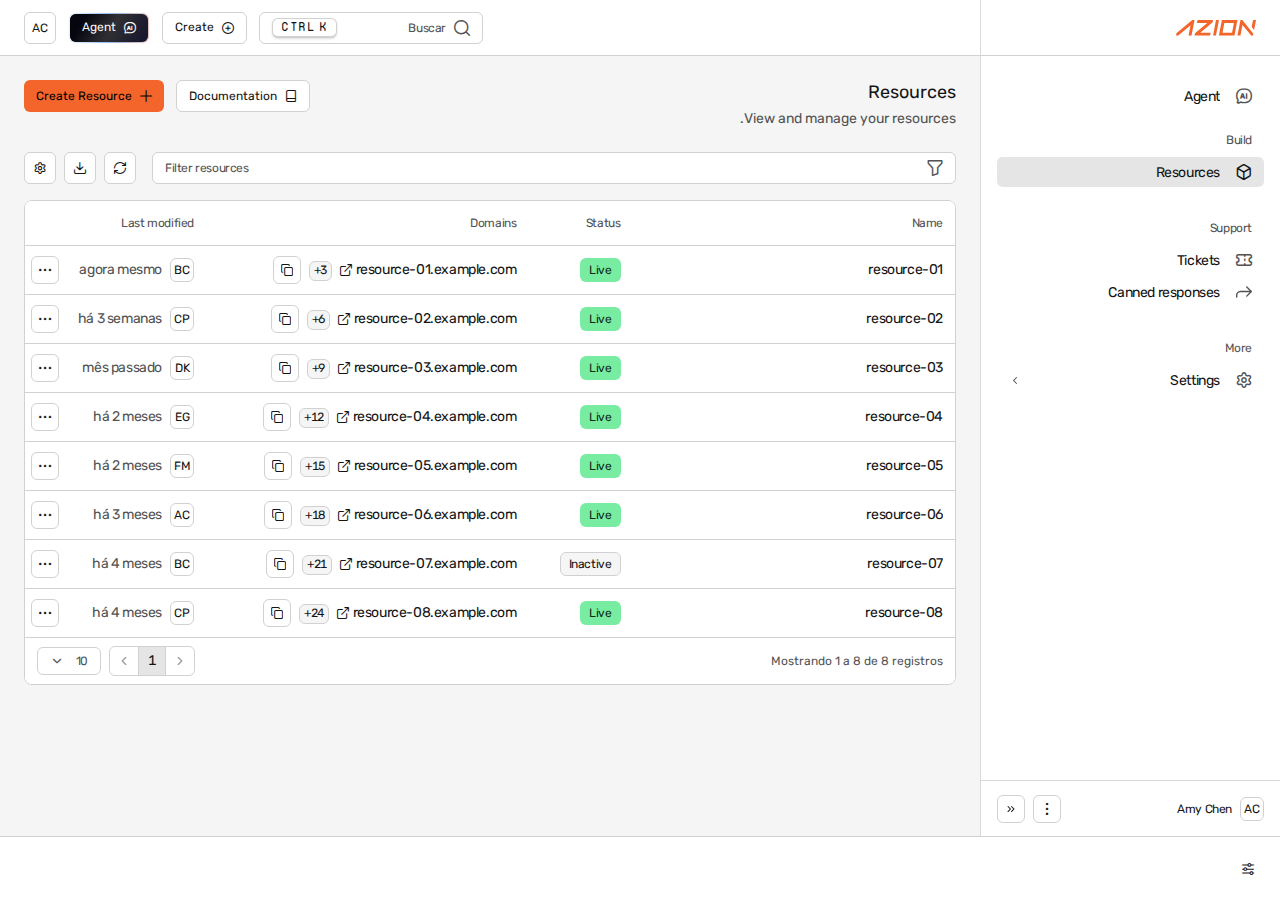 AZION
Buscar
CTRL K
Create
Agent
AC
Agent
Build
Resources
Support
Tickets
Canned responses
More
Settings
Amy Chen
AC
Resources
View and manage your resources.
Documentation
Create Resource
Filter resources
Name Status Domains Last modified
resource-01 Live resource-01.example.com +3 BC agora mesmo
resource-02 Live resource-02.example.com +6 CP há 3 semanas
resource-03 Live resource-03.example.com +9 DK mês passado
resource-04 Live resource-04.example.com +12 EG há 2 meses
resource-05 Live resource-05.example.com +15 FM há 2 meses
resource-06 Live resource-06.example.com +18 AC há 3 meses
resource-07 Inactive resource-07.example.com +21 BC há 4 meses
resource-08 Live resource-08.example.com +24 CP há 4 meses
Mostrando 1 a 8 de 8 registros
1
10